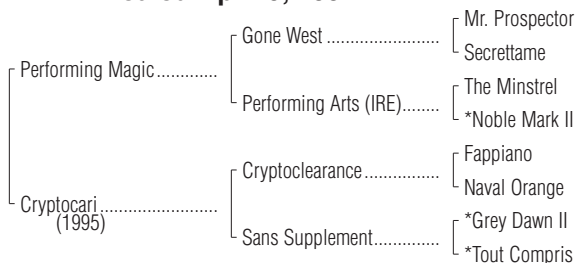 Mr. Prospector
Gone West
Secrettame
Performing Magic
The Minstrel
Performing Arts (IRE)
*Noble Mark II
Fappiano
Cryptoclearance
Naval Orange
Cryptocari
(1995)
*Grey Dawn II
Sans Supplement
*Tout Compris